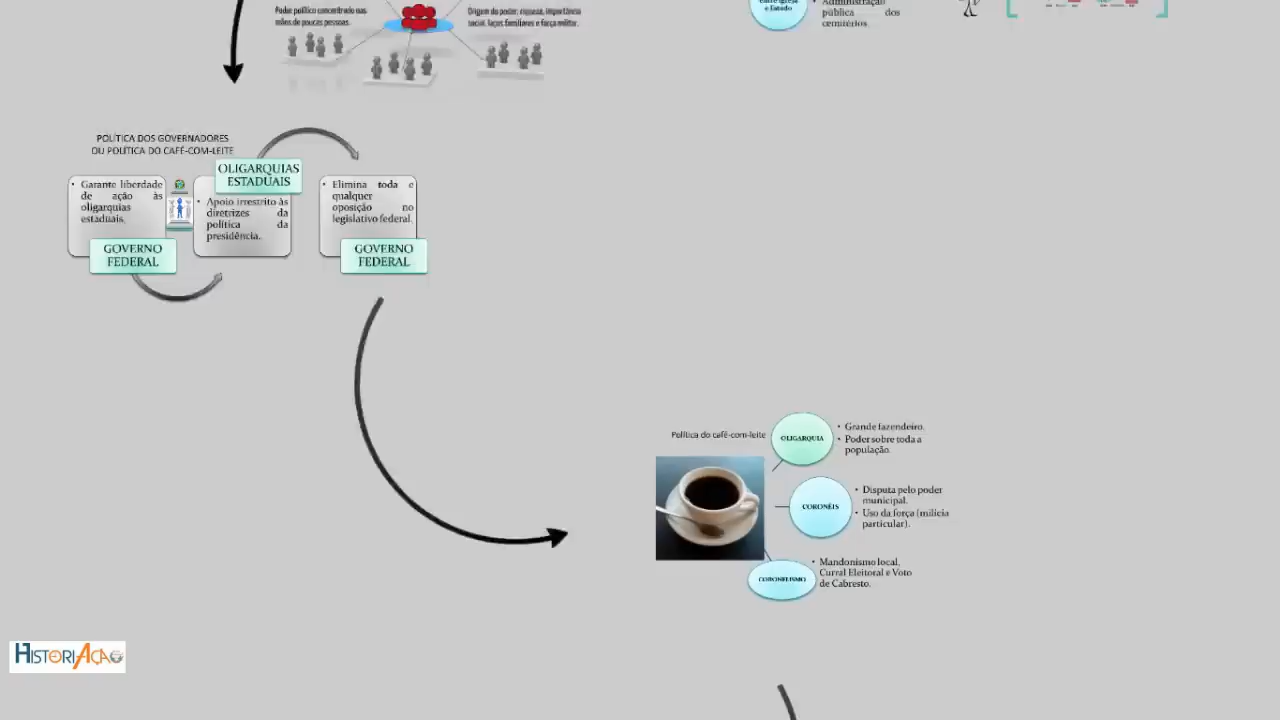 Poder político concentrado nas
mãos de poucas pessoas.
Origem do poder: riqueza, importância
social, laços familiares e força militar.
entre Igreja
e Estado
• Administração
pública dos
cemitérios.
POLÍTICA DOS GOVERNADORES
OU POLÍTICA DO CAFÉ-COM-LEITE
• Garante liberdade
de ação às
oligarquias
estaduais.
GOVERNO
FEDERAL
OLIGARQUIAS
ESTADUAIS
• Apoio irrestrito às
diretrizes da
política da
presidência.
• Elimina toda e
qualquer
oposição no
legislativo federal.
GOVERNO
FEDERAL
Política do café-com-leite
OLIGARQUIA
• Grande fazendeiro.
• Poder sobre toda a
população.
CORONÉIS
• Disputa pelo poder
municipal.
• Uso da força (milícia
particular).
CORONELISMO
• Mandonismo local,
Curral Eleitoral e Voto
de Cabresto.
HISTORIAÇÃO